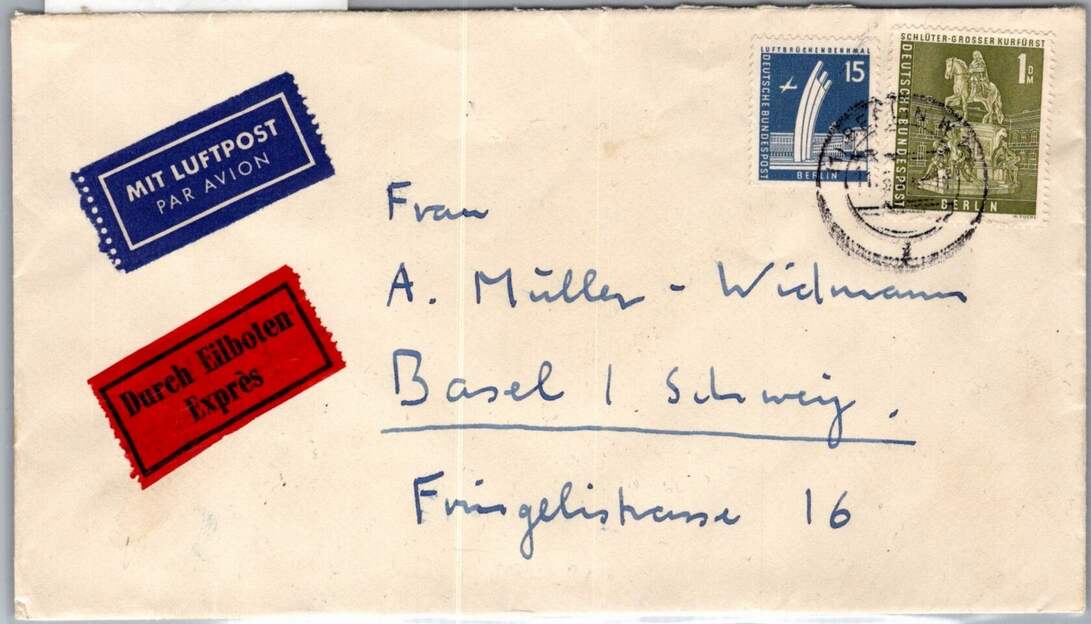 MIT LUFTPOST
PAR AVION
Durch Eilboten
Exprès
LUFTBRÜCKENDENKMAL
DEUTSCHE BUNDESPOST
15
BERLIN
SCHLÜTER-GROSSER KURFÜRST
DEUTSCHE BUNDESPOST
1 DM
BERLIN
Frau
A. Müller - Widmann
Basel / Schweiz.
Fringelistrasse 16